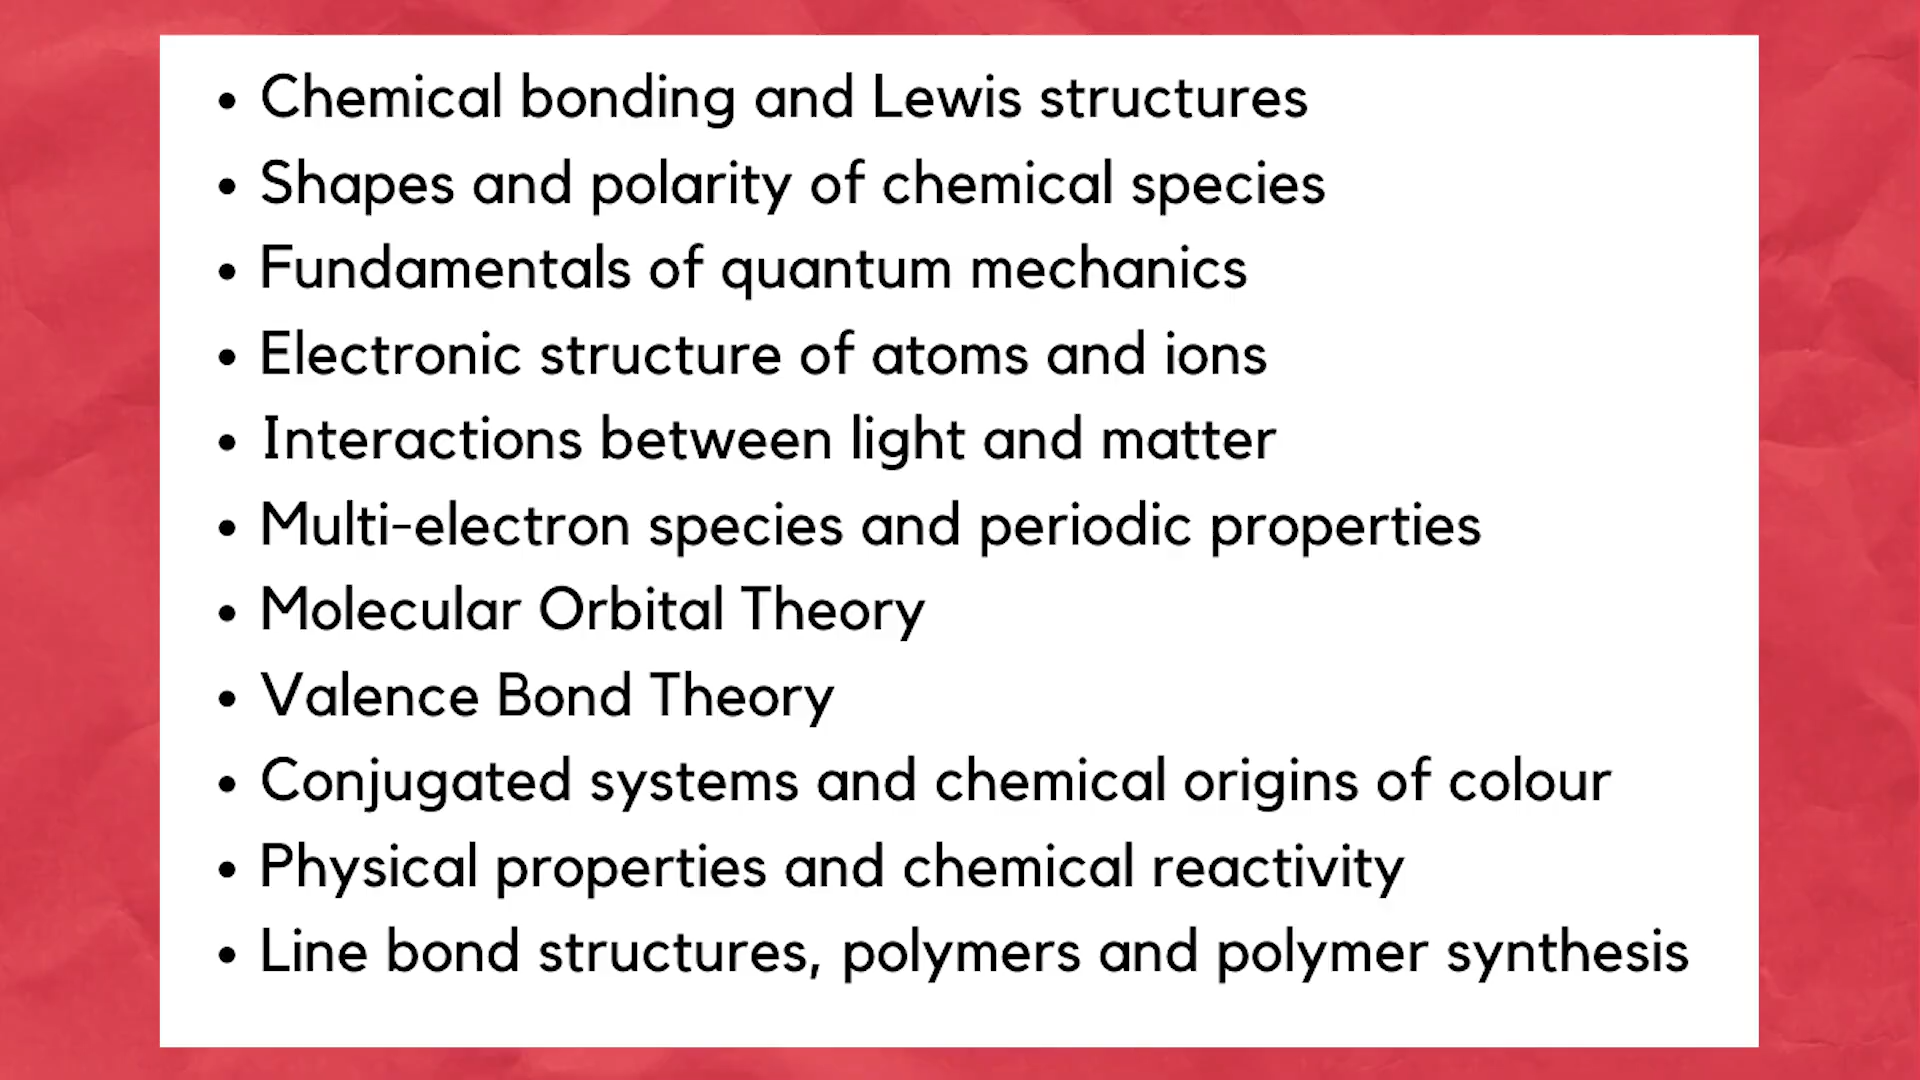 • Chemical bonding and Lewis structures
• Shapes and polarity of chemical species
• Fundamentals of quantum mechanics
• Electronic structure of atoms and ions
• Interactions between light and matter
• Multi-electron species and periodic properties
• Molecular Orbital Theory
• Valence Bond Theory
• Conjugated systems and chemical origins of colour
• Physical properties and chemical reactivity
• Line bond structures, polymers and polymer synthesis